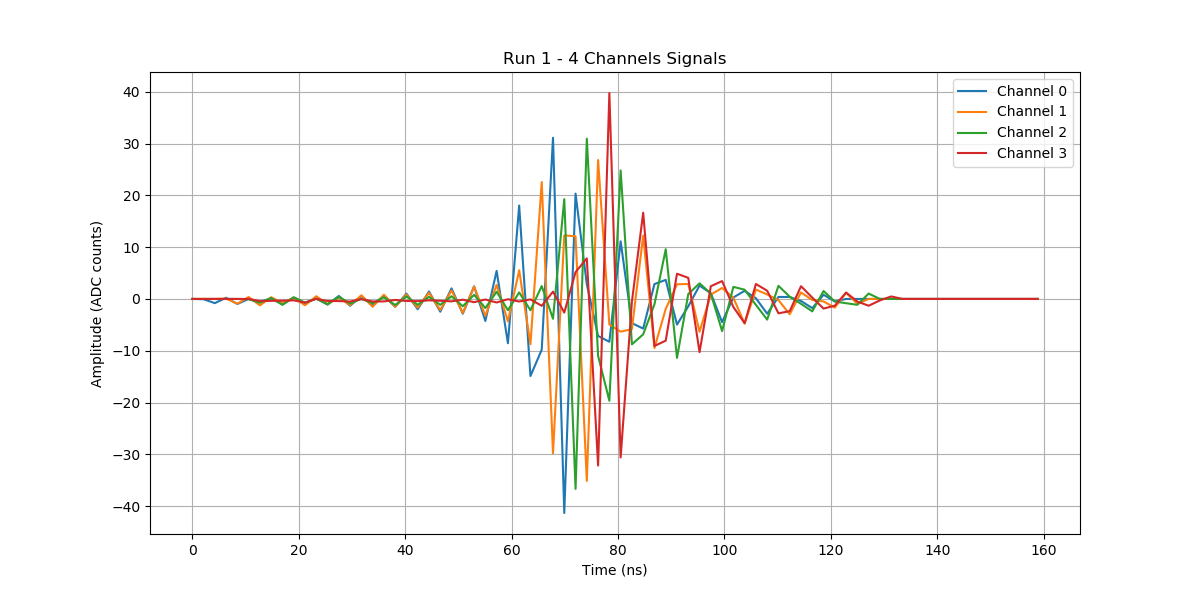 Run 1 - 4 Channels Signals
Amplitude (ADC counts)
40
30
20
10
0
−10
−20
−30
−40
Channel 0
Channel 1
Channel 2
Channel 3
0 20 40 60 80 100 120 140 160
Time (ns)